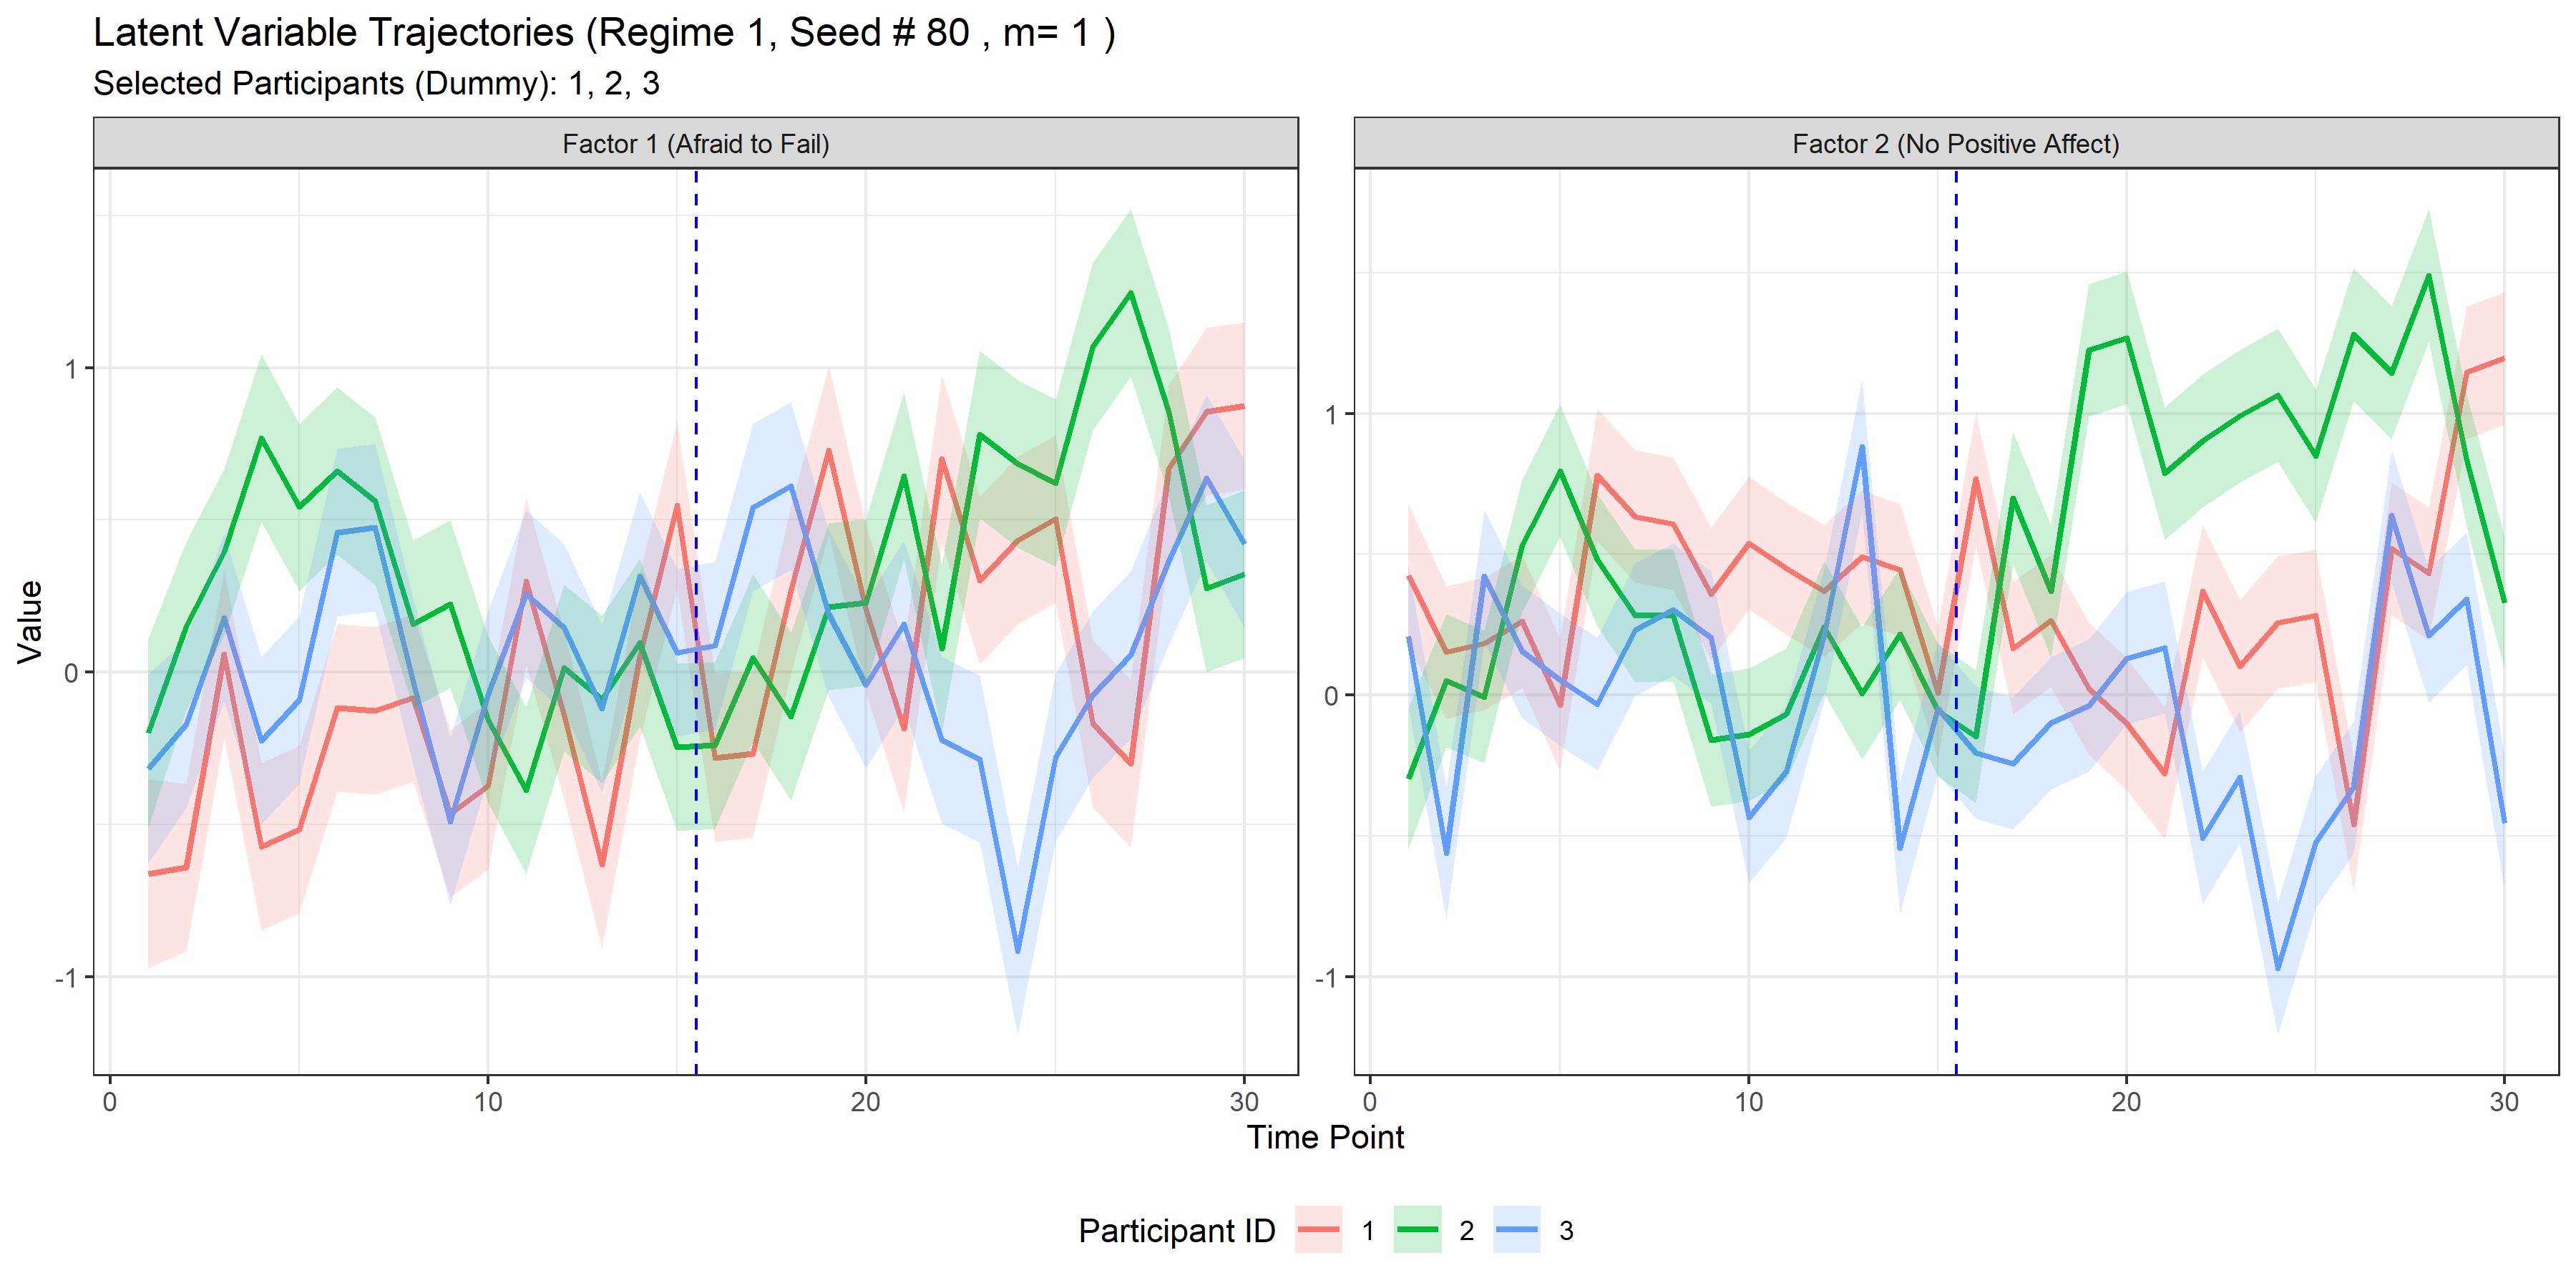 Latent Variable Trajectories (Regime 1, Seed # 80 , m= 1 )
Selected Participants (Dummy): 1, 2, 3
Factor 1 (Afraid to Fail)
Factor 2 (No Positive Affect)
Value
1
0
-1
1
0
-1
0 10 20 30
0 10 20 30
Time Point
Participant ID 1 2 3